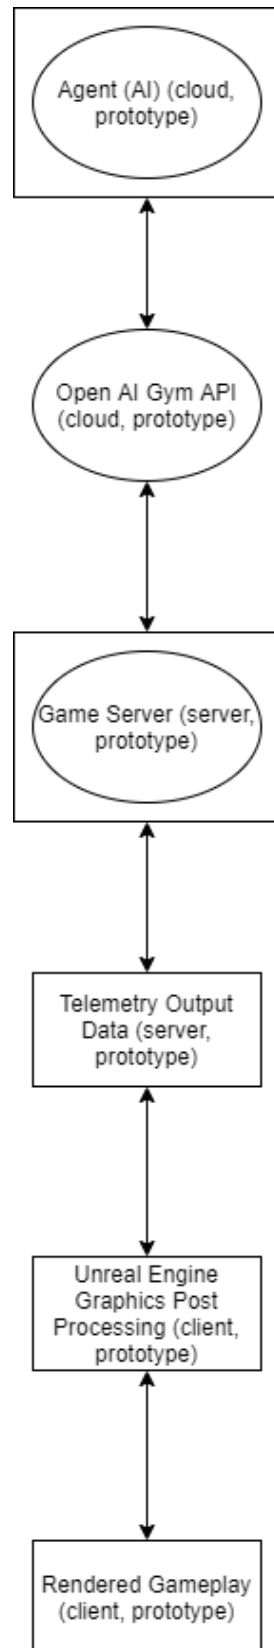 Agent (AI) (cloud,
prototype)
Open AI Gym API
(cloud, prototype)
Game Server (server,
prototype)
Telemetry Output
Data (server,
prototype)
Unreal Engine
Graphics Post
Processing (client,
prototype)
Rendered Gameplay
(client, prototype)